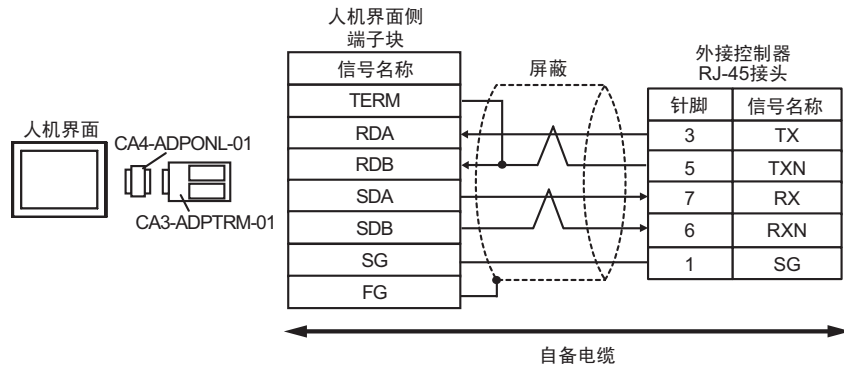 人机界面侧
端子块
信号名称
TERM
RDA
RDB
SDA
SDB
SG
FG
屏蔽
外接控制器
RJ-45接头
针脚 信号名称
3 TX
5 TXN
7 RX
6 RXN
1 SG
人机界面
CA4-ADPONL-01
CA3-ADPTRM-01
自备电缆